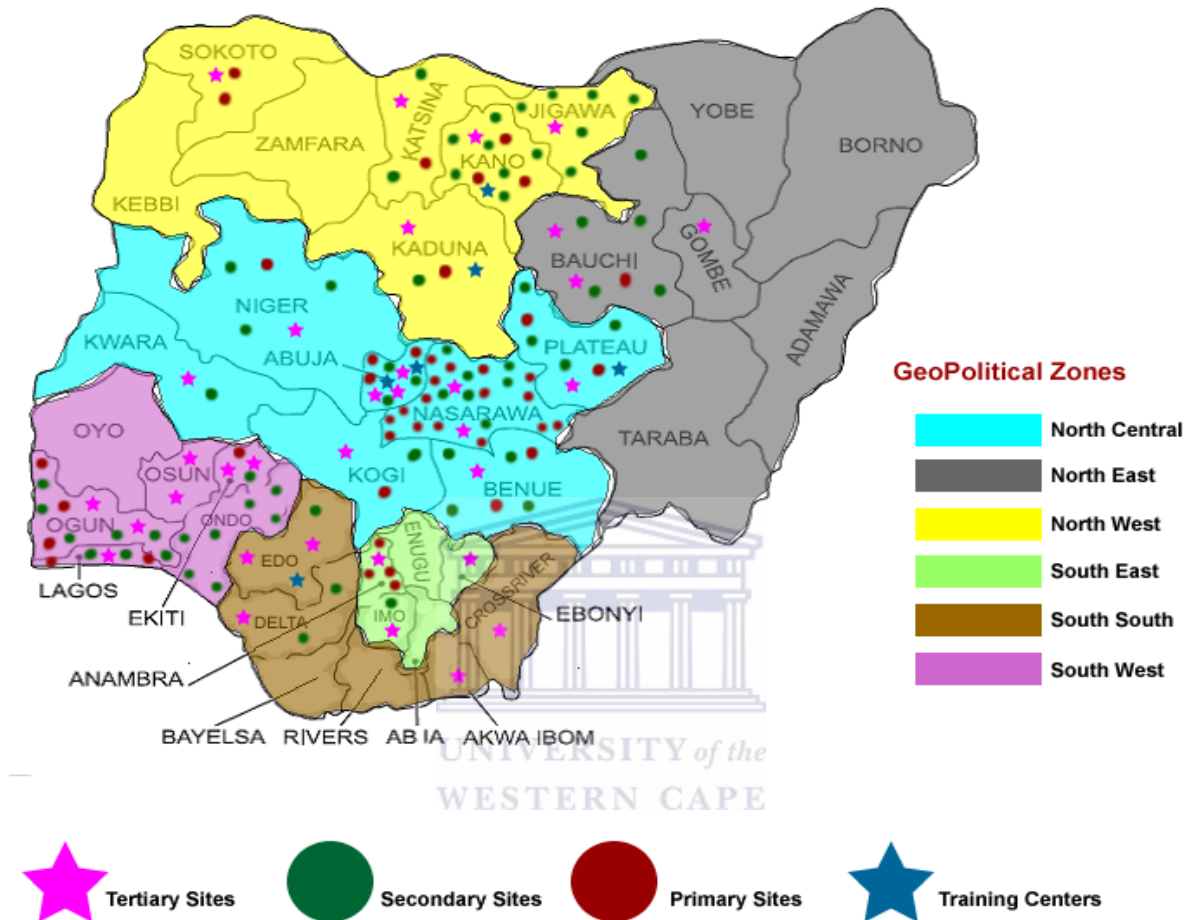 SOKOTO
KATSINA
JIGAWA
YOBE
BORNO
ZAMFARA
KANO
KEBBI
KADUNA
BAUCHI
GOMBE
ADAMAWA
NIGER
KWARA
ABUJA
PLATEAU
NASARAWA
TARABA
OYO
OSUN
KOGI
BENUE
OGUN
ONDO
EDO
ENUGU
CROSSRIVER
LAGOS
EKITI
DELTA
IMO
EBONYI
ANAMBRA
BAYELSA
RIVERS
ABIA
AKWA IBOM
GeoPolitical Zones
North Central
North East
North West
South East
South South
South West
UNIVERSITY of the
WESTERN CAPE
Tertiary Sites
Secondary Sites
Primary Sites
Training Centers